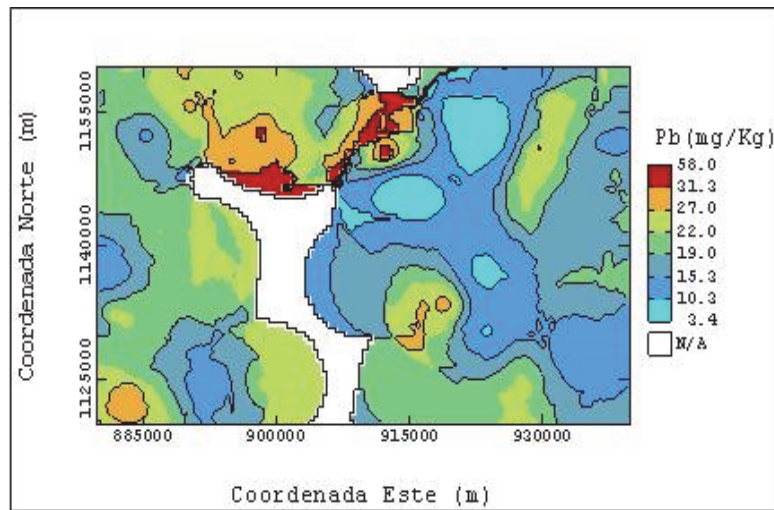 Pb(mg/Kg)
58.0
31.3
27.0
22.0
19.0
15.3
10.3
3.4
N/A
Coordenada Norte (m)
1155000
1140000
1125000
885000 900000 915000 930000
Coordenada Este (m)